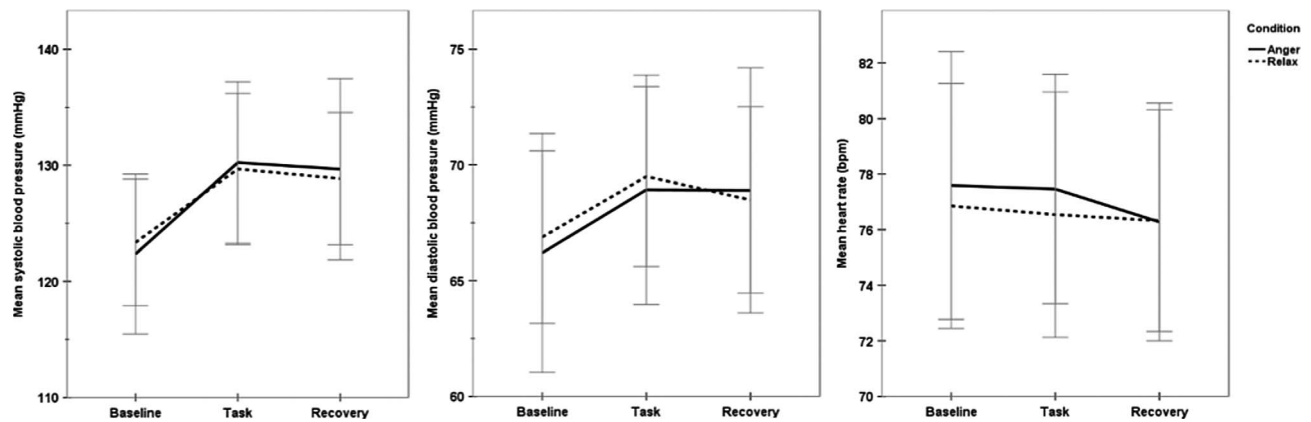 Mean systolic blood pressure (mmHg)
140
130
120
110
Baseline Task Recovery
Mean diastolic blood pressure (mmHg)
75
70
65
60
Baseline Task Recovery
Mean heart rate (bpm)
82
80
78
76
74
72
70
Baseline Task Recovery
Condition
Anger
Relax